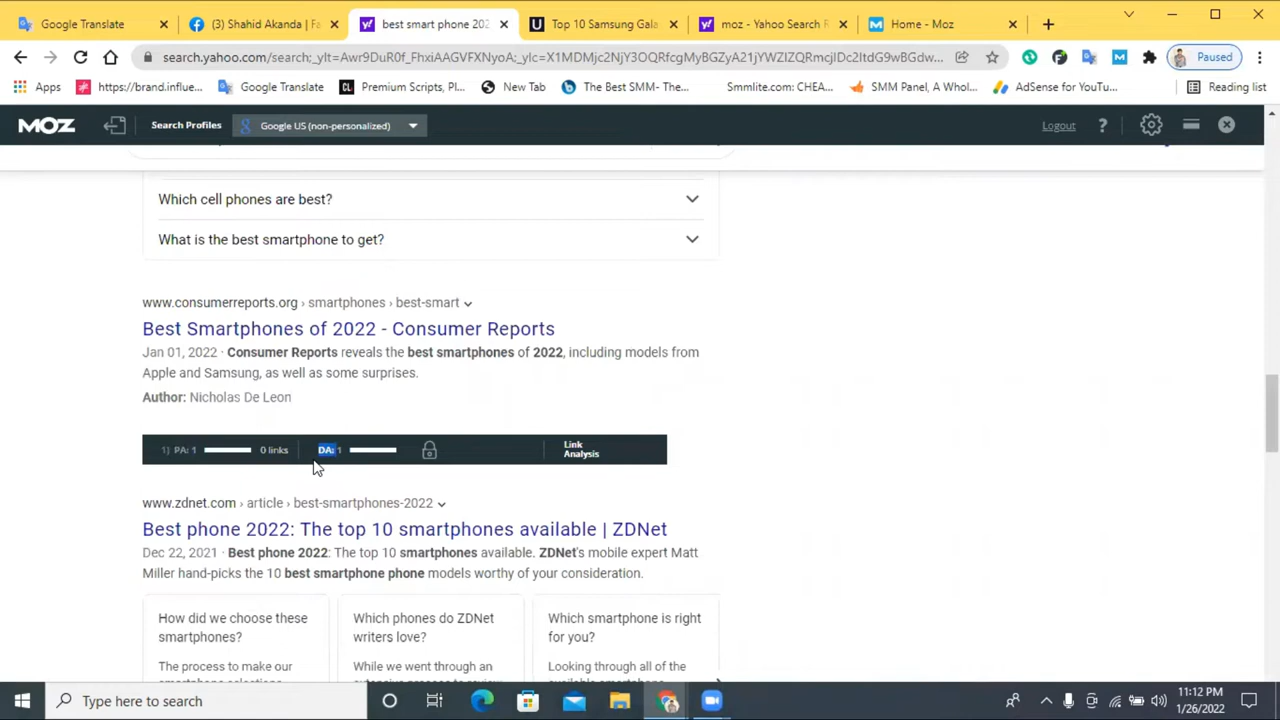 Google Translate
(3) Shahid Akanda | Fa
best smart phone 202
Top 10 Samsung Gala
moz - Yahoo Search R
Home - Moz
search.yahoo.com/search;_ylt=Awr9DuR0f_FhxiAAGVFXNyoA;_ylc=X1MDMjc2NjY3OQRfcgMyBGZyA21jYWZlZQRmcjIDc2ItdG9wBGdw...
Paused
Apps
https://brand.influe...
Google Translate
Premium Scripts, Pl...
New Tab
The Best SMM- The...
Smmlite.com: CHEA...
SMM Panel, A Whol...
AdSense for YouTu...
Reading list
MOZ
Search Profiles
Google US (non-personalized)
Logout
Which cell phones are best?
What is the best smartphone to get?
www.consumerreports.org › smartphones › best-smart
Best Smartphones of 2022 - Consumer Reports
Jan 01, 2022 · Consumer Reports reveals the best smartphones of 2022, including models from
Apple and Samsung, as well as some surprises.
Author: Nicholas De Leon
1) PA: 1 0 links DA: 1 Link
Analysis
www.zdnet.com › article › best-smartphones-2022
Best phone 2022: The top 10 smartphones available | ZDNet
Dec 22, 2021 · Best phone 2022: The top 10 smartphones available. ZDNet's mobile expert Matt
Miller hand-picks the 10 best smartphone phone models worthy of your consideration.
How did we choose these
smartphones?
The process to make our
Which phones do ZDNet
writers love?
While we went through an
Which smartphone is right
for you?
Looking through all of the
Type here to search
11:12 PM
1/26/2022